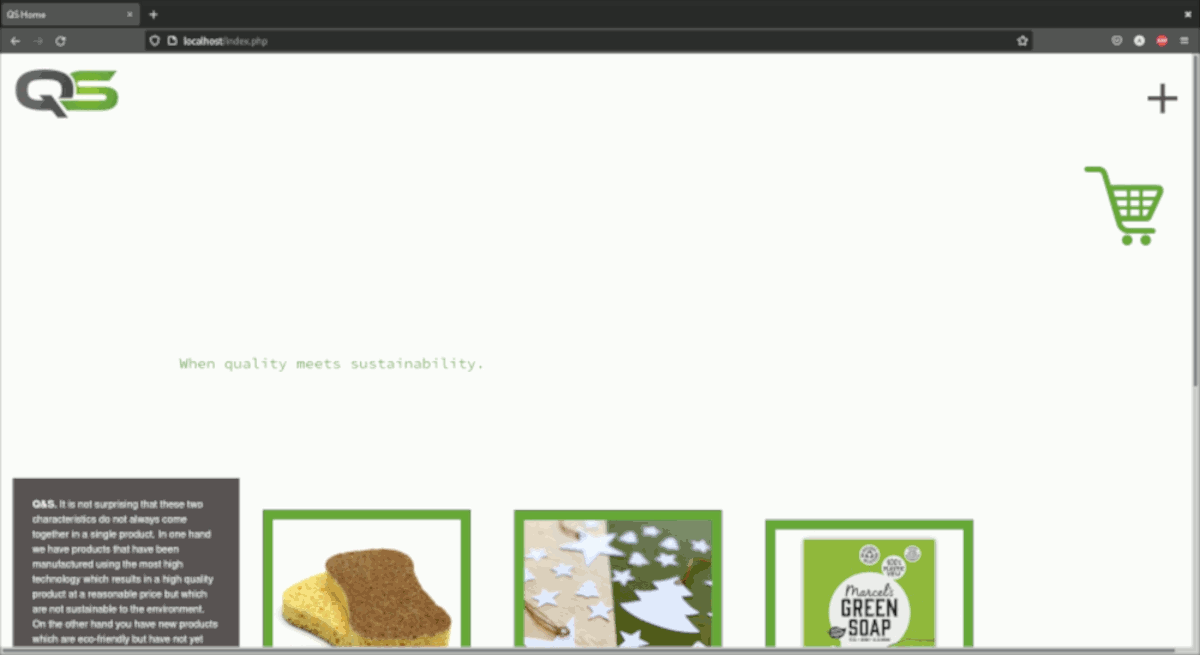 QS Home
localhost/index.php
QS
When quality meets sustainability.
Q&S. It is not surprising that these two
characteristics do not always come
together in a single product. In one hand
we have products that have been
manufactured using the most high
technology which results in a high quality
product at a reasonable price but which
are not sustainable to the environment.
On the other hand you have new products
which are eco-friendly but have not yet
100%
Marcel's
GREEN
SOAP